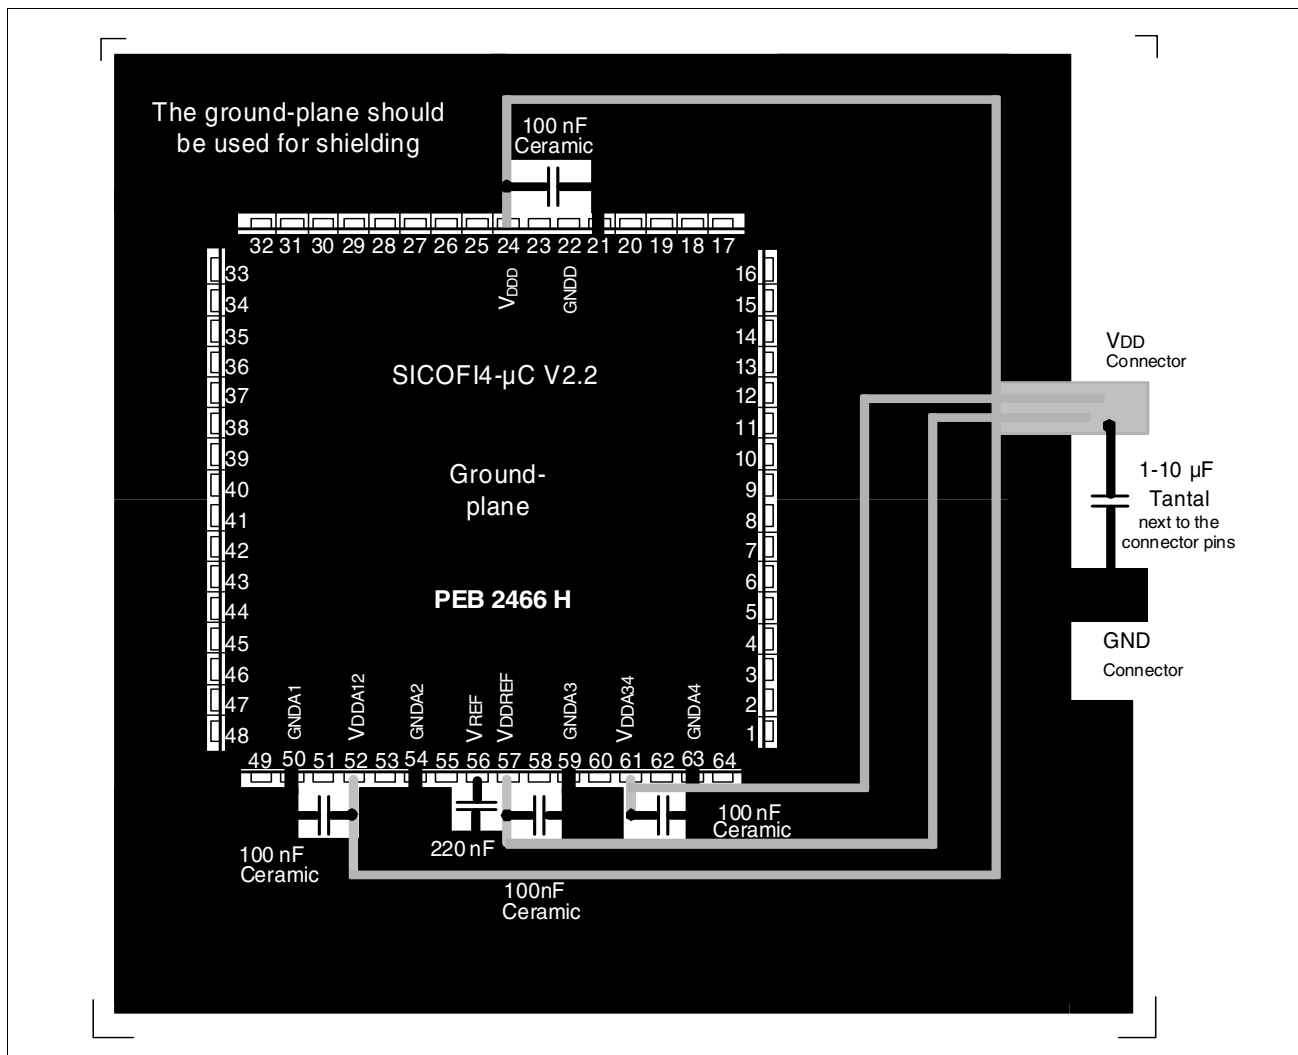 The ground-plane should
be used for shielding
100 nF
Ceramic
32 31 30 29 28 27 26 25 24 23 22 21 20 19 18 17
VDDD
GNDD
33
34
35
36
37
38
39
40
41
42
43
44
45
46
47
48
16
15
14
13
12
11
10
9
8
7
6
5
4
3
2
1
SICOFI4-µC V2.2
Ground-
plane
PEB 2466 H
VDD
Connector
1-10 µF
Tantal
next to the
connector pins
GND
Connector
GNDA1
VDDA12
GNDA2
VREF
VDDREF
GNDA3
VDDA34
GNDA4
49 50 51 52 53 54 55 56 57 58 59 60 61 62 63 64
100 nF
Ceramic
220 nF
100nF
Ceramic
100 nF
Ceramic